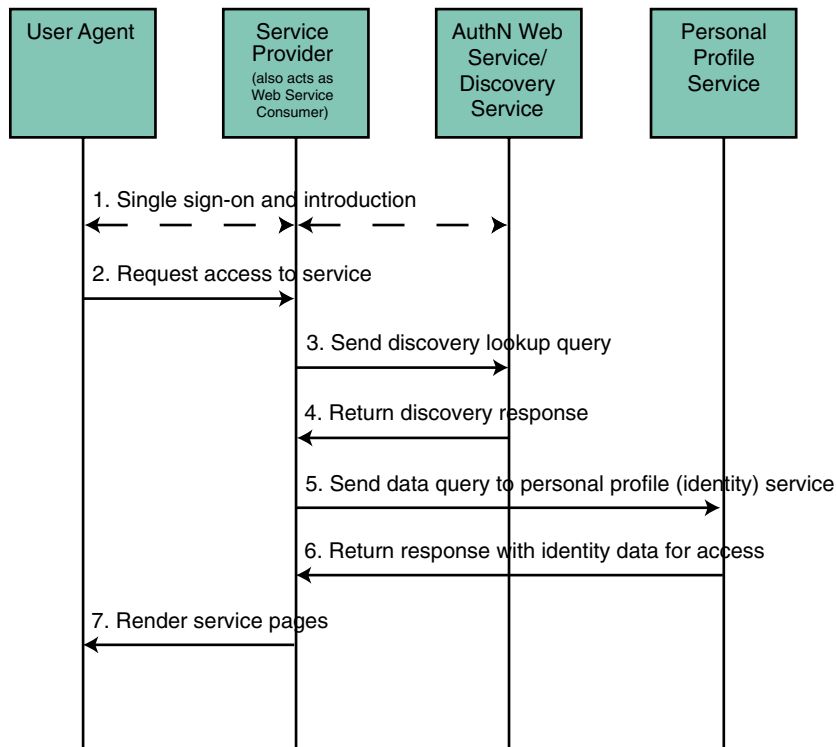 User Agent
Service
Provider
(also acts as
Web Service
Consumer)
AuthN Web
Service/
Discovery
Service
Personal
Profile
Service
1. Single sign-on and introduction
2. Request access to service
3. Send discovery lookup query
4. Return discovery response
5. Send data query to personal profile (identity) service
6. Return response with identity data for access
7. Render service pages